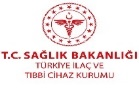 T.C. SAĞLIK BAKANLIĞI
TÜRKİYE İLAÇ VE
TIBBİ CİHAZ KURUMU